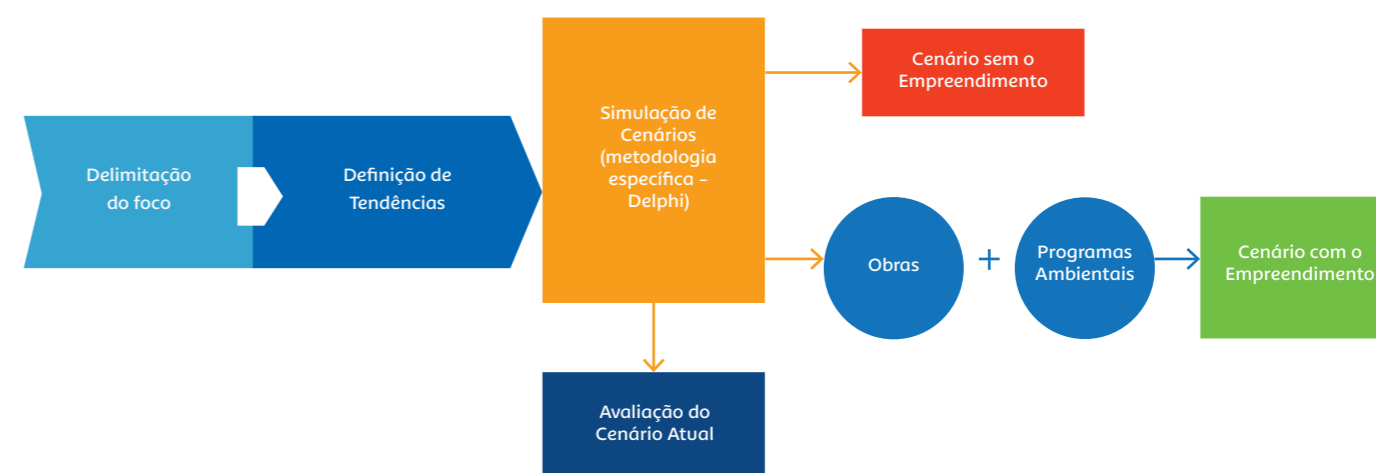 Delimitação
do foco
Definição de
Tendências
Simulação de
Cenários
(metodologia
específica –
Delphi)
Cenário sem o
Empreendimento
Obras
+
Programas
Ambientais
Cenário com o
Empreendimento
Avaliação do
Cenário Atual